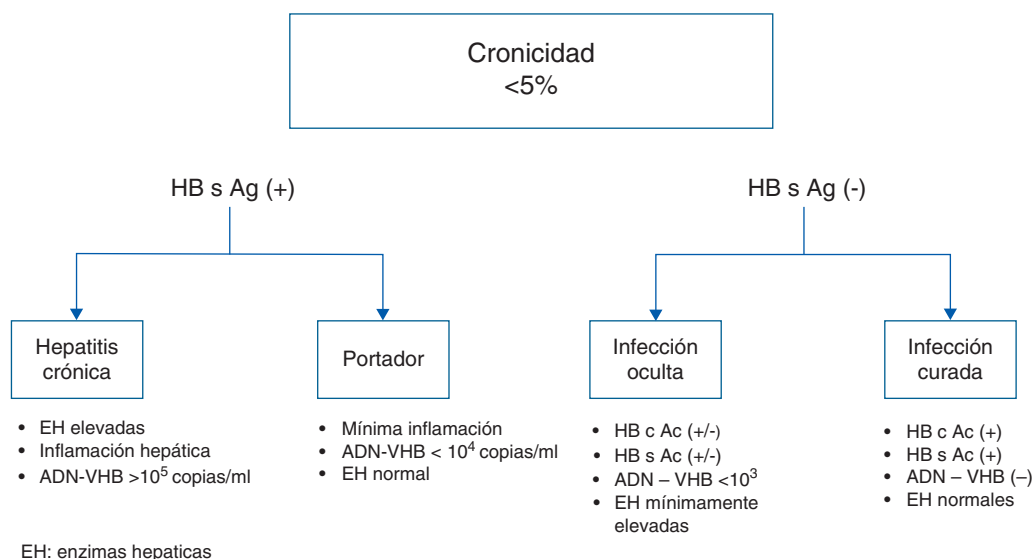 Cronicidad
<5%
HB s Ag (+)
HB s Ag (-)
Hepatitis
crónica
Portador
Infección
oculta
Infección
curada
• EH elevadas
• Inflamación hepática
• ADN-VHB >10⁵ copias/ml
• Mínima inflamación
• ADN-VHB < 10⁴ copias/ml
• EH normal
• HB c Ac (+/-)
• HB s Ac (+/-)
• ADN – VHB <10³
• EH mínimamente
elevadas
• HB c Ac (+)
• HB s Ac (+)
• ADN – VHB (–)
• EH normales
EH: enzimas hepaticas